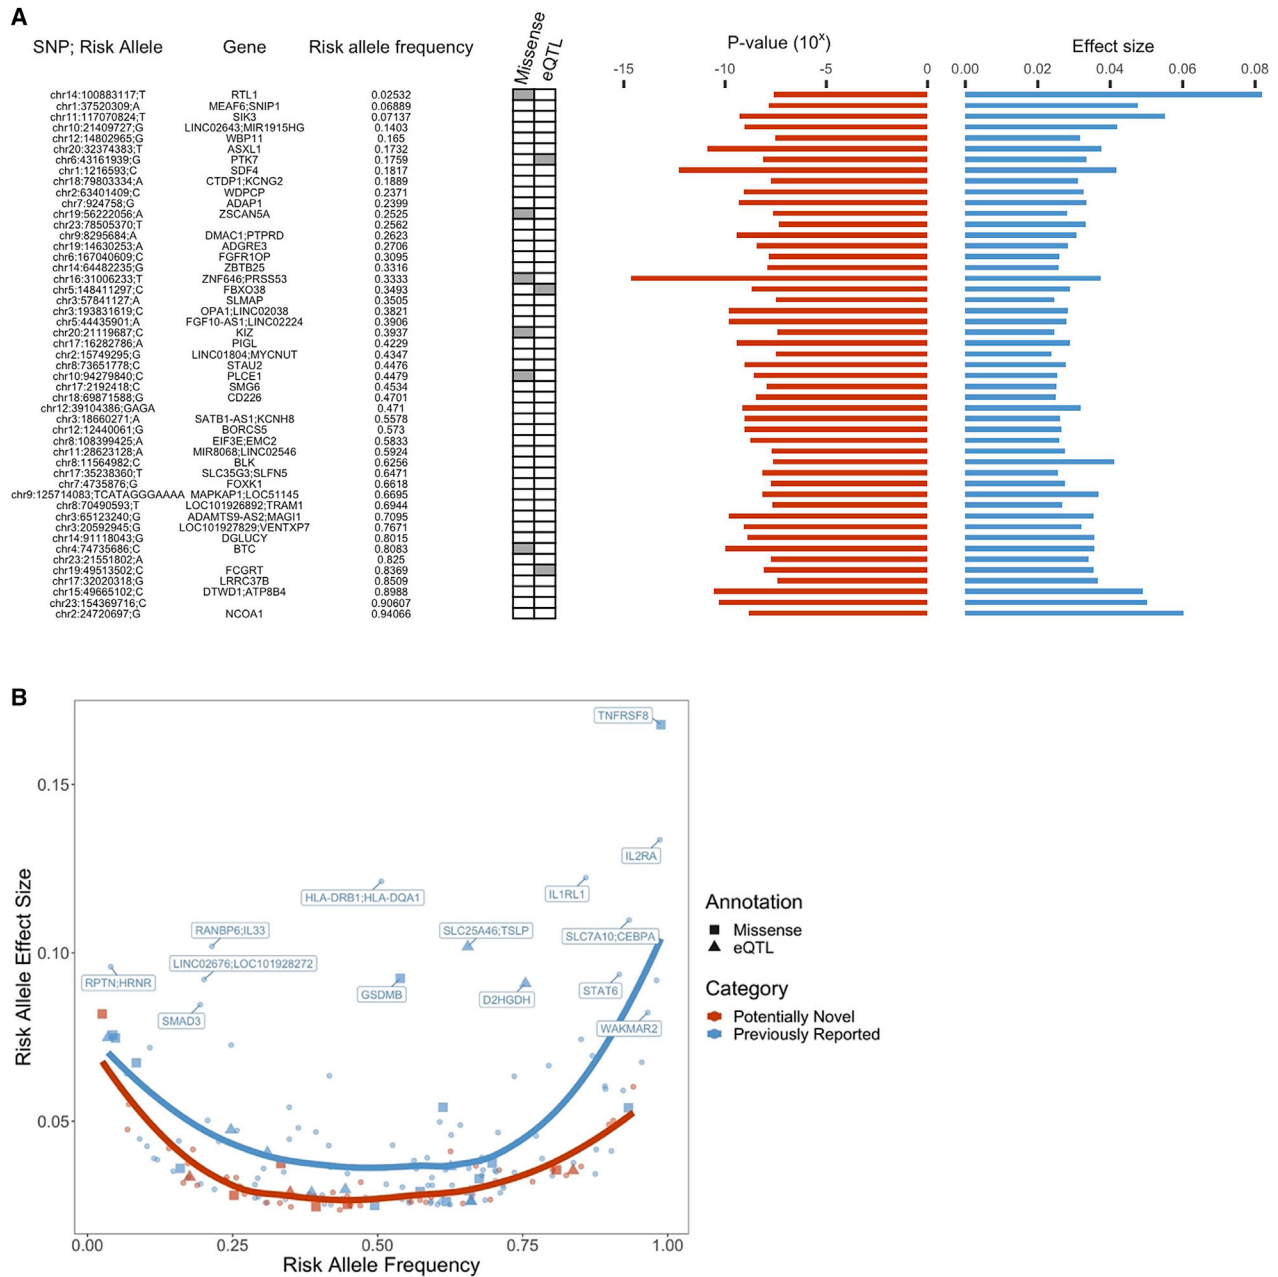 A
SNP; Risk Allele Gene Risk allele frequency Missense eQTL P-value (10^x) Effect size
-15 -10 -5 0 0.00 0.02 0.04 0.06 0.08
chr14:100883117;T RTL1 0.02532
chr1:37520309;A MEAF6;SNIP1 0.06889
chr11:117070824;T SIK3 0.07137
chr10:21409727;G LINC02643;MIR1915HG 0.1403
chr12:14802965;G WBP11 0.165
chr20:32374383;T ASXL1 0.1732
chr6:43161939;G PTK7 0.1759
chr1:1216593;C SDF4 0.1817
chr18:79803334;A CTDP1;KCNG2 0.1889
chr2:63401409;C WDPCP 0.2371
chr7:924758;G ADAP1 0.2399
chr19:56222056;A ZSCAN5A 0.2525
chr23:78505370;T 0.2562
chr9:8295684;A DMAC1;PTPRD 0.2623
chr19:14630253;A ADGRE3 0.2706
chr6:167040609;C FGFR1OP 0.3095
chr14:64482235;G ZBTB25 0.3316
chr16:31006233;T ZNF646;PRSS53 0.3333
chr5:148411297;C FBXO38 0.3493
chr3:57841127;A SLMAP 0.3505
chr3:193831619;C OPA1;LINC02038 0.3821
chr5:44435901;A FGF10-AS1;LINC02224 0.3906
chr20:21119687;C KIZ 0.3937
chr17:16282786;A PIGL 0.4229
chr2:15749295;G LINC01804;MYCNUT 0.4347
chr8:73651778;C STAU2 0.4476
chr10:94279840;C PLCE1 0.4479
chr17:2192418;C SMG6 0.4534
chr18:69871588;G CD226 0.4701
chr12:39104386;GAGA 0.471
chr3:18660271;A SATB1-AS1;KCNH8 0.5578
chr12:12440061;G BORCS5 0.573
chr8:108399425;A EIF3E;EMC2 0.5833
chr11:28623128;A MIR8068;LINC02546 0.5924
chr8:11564982;C BLK 0.6256
chr17:35238360;T SLC35G3;SLFN5 0.6471
chr7:4735876;G FOXK1 0.6618
chr9:125714083;TCATAGGGAAAA MAPKAP1;LOC51145 0.6695
chr8:70490593;T LOC101926892;TRAM1 0.6944
chr3:65123240;G ADAMTS9-AS2;MAGI1 0.7095
chr3:20592945;G LOC101927829;VENTXP7 0.7671
chr14:91118043;G DGLUCY 0.8015
chr4:74735686;C BTC 0.8083
chr23:21551802;A 0.825
chr19:49513502;C FCGRT 0.8369
chr17:32020318;G LRRC37B 0.8509
chr15:49665102;C DTWD1;ATP8B4 0.8988
chr23:154369716;C 0.90607
chr2:24720697;G NCOA1 0.94066
B
TNFRSF8
0.15
IL2RA
IL1RL1
HLA-DRB1;HLA-DQA1
RANBP6;IL33 SLC25A46;TSLP SLC7A10;CEBPA
0.10
LINC02676;LOC101928272
RPTN;HRNR GSDMB D2HGDH STAT6
SMAD3 WAKMAR2
0.05
Risk Allele Effect Size
0.00 0.25 0.50 0.75 1.00
Risk Allele Frequency
Annotation
Missense
eQTL
Category
Potentially Novel
Previously Reported